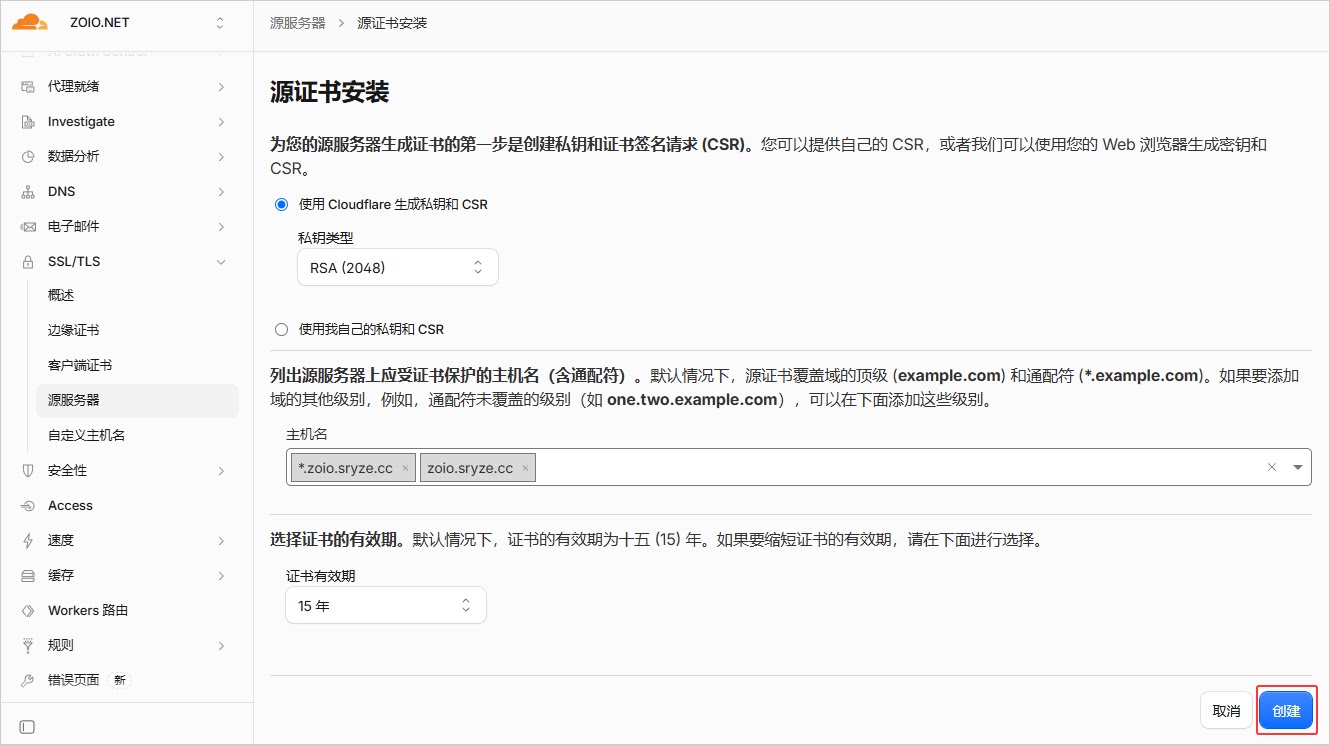 ZOIO.NET
源服务器 > 源证书安装
代理就绪
Investigate
数据分析
DNS
电子邮件
SSL/TLS
概述
边缘证书
客户端证书
源服务器
自定义主机名
安全性
Access
速度
缓存
Workers 路由
规则
错误页面 新
源证书安装
为您的源服务器生成证书的第一步是创建私钥和证书签名请求 (CSR)。您可以提供自己的 CSR，或者我们可以使用您的 Web 浏览器生成密钥和
CSR。
使用 Cloudflare 生成私钥和 CSR
私钥类型
RSA (2048)
使用我自己的私钥和 CSR
列出源服务器上应受证书保护的主机名（含通配符）。默认情况下，源证书覆盖域的顶级 (example.com) 和通配符 (*.example.com)。如果要添加
域的其他级别，例如，通配符未覆盖的级别（如 one.two.example.com），可以在下面添加这些级别。
主机名
*.zoio.sryze.cc × zoio.sryze.cc ×
选择证书的有效期。默认情况下，证书的有效期为十五 (15) 年。如果要缩短证书的有效期，请在下面进行选择。
证书有效期
15 年
取消 创建